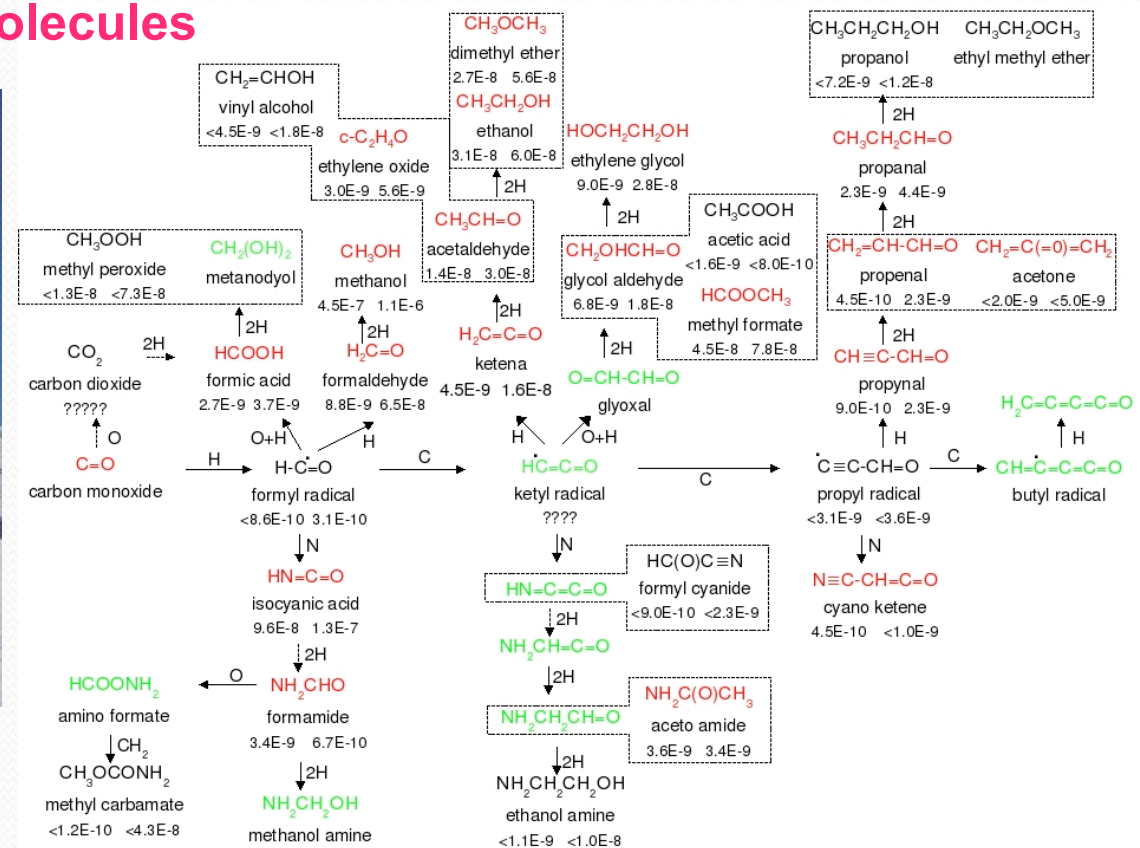 olecules
CH₃OCH₃
dimethyl ether
2.7E-8 5.6E-8
CH₃CH₂OH
ethanol
3.1E-8 6.0E-8
2H
CH₃CH₂CH₂OH CH₃CH₂OCH₃
propanol ethyl methyl ether
<7.2E-9 <1.2E-8
2H
CH₂=CHOH
vinyl alcohol
<4.5E-9 <1.8E-8
c-C₂H₄O
ethylene oxide
3.0E-9 5.6E-9
HOCH₂CH₂OH
ethylene glycol
9.0E-9 2.8E-8
2H
CH₃CH₂CH=O
propanal
2.3E-9 4.4E-9
2H
CH₃OOH
methyl peroxide
<1.3E-8 <7.3E-8
CH₂(OH)₂
metanodyol
2H
CH₃OH
methanol
4.5E-7 1.1E-6
2H
CH₃CH=O
acetaldehyde
1.4E-8 3.0E-8
2H
CH₂OHCH=O
glycol aldehyde
6.8E-9 1.8E-8
2H
CH₃COOH
acetic acid
<1.6E-9 <8.0E-10
HCOOCH₃
methyl formate
4.5E-8 7.8E-8
CH₂=CH-CH=O CH₂=C(=0)=CH₂
propenal acetone
4.5E-10 2.3E-9 <2.0E-9 <5.0E-9
2H
CO₂
2H
carbon dioxide
?????
O
HCOOH
formic acid
2.7E-9 3.7E-9
O+H
H₂C=O
formaldehyde
8.8E-9 6.5E-8
H
H₂C=C=O
ketena
4.5E-9 1.6E-8
H
O=CH-CH=O
glyoxal
O+H
CH≡C-CH=O
propynal
9.0E-10 2.3E-9
H
H₂C=C=C=C=O
H
C=O
carbon monoxide
H
H-Ċ=O
formyl radical
<8.6E-10 3.1E-10
C
HĊ=C=O
ketyl radical
????
C
Ċ≡C-CH=O
propyl radical
<3.1E-9 <3.6E-9
C
CH=Ċ=C=C=O
butyl radical
N
HN=C=O
isocyanic acid
9.6E-8 1.3E-7
2H
N
HN=C=C=O
HC(O)C≡N
formyl cyanide
<9.0E-10 <2.3E-9
2H
NH₂CH=C=O
2H
N
N≡C-CH=C=O
cyano ketene
4.5E-10 <1.0E-9
HCOONH₂
amino formate
O
NH₂CHO
formamide
3.4E-9 6.7E-10
NH₂CH₂CH=O
NH₂C(O)CH₃
aceto amide
3.6E-9 3.4E-9
CH₂
CH₃OCONH₂
methyl carbamate
<1.2E-10 <4.3E-8
2H
NH₂CH₂OH
methanol amine
2H
NH₂CH₂CH₂OH
ethanol amine
<1.1E-9 <1.0E-8